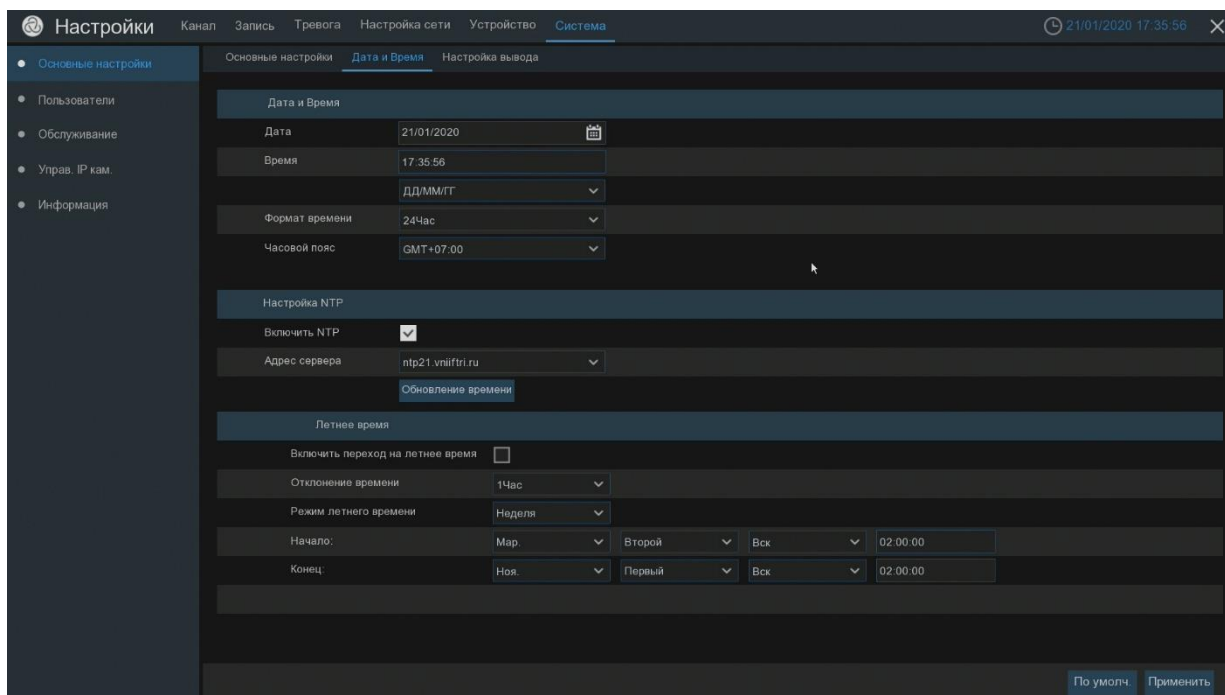 Настройки Канал Запись Тревога Настройка сети Устройство Система 21/01/2020 17:35:56
Основные настройки Дата и Время Настройка вывода
Основные настройки
Пользователи
Обслуживание
Управ. IP кам.
Информация
Дата и Время
Дата 21/01/2020
Время 17:35:56
ДД/ММ/ГГ
Формат времени 24Час
Часовой пояс GMT+07:00
Настройка NTP
Включить NTP
Адрес сервера ntp21.vniiftri.ru
Обновление времени
Летнее время
Включить переход на летнее время
Отклонение времени 1Час
Режим летнего времени Неделя
Начало: Мар. Второй Вск 02:00:00
Конец: Ноя. Первый Вск 02:00:00
По умолч. Применить